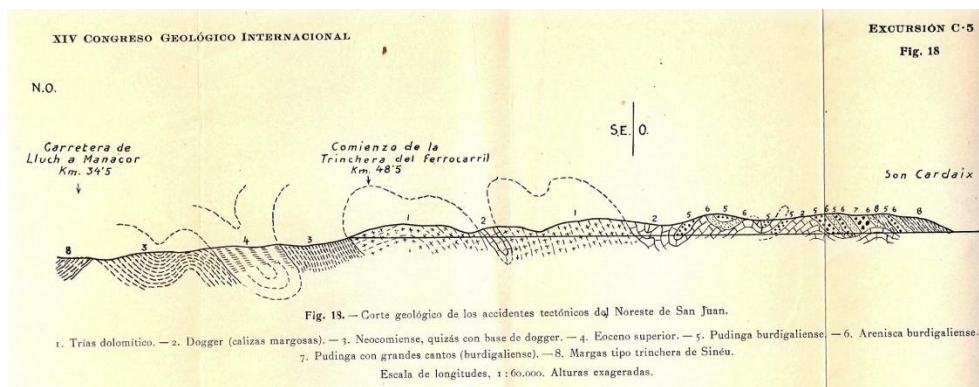 XIV CONGRESO GEOLÓGICO INTERNACIONAL
EXCURSIÓN C-5
Fig. 18
N.O.
S.E. O.
Carretera de
Lluch a Manacor
Km. 34'5
Comienzo de la
Trinchera del ferrocarril
Km. 48'5
Son Cardaix
8 3 4 3 1 2 1 2 5 6 5 6 5 5 2 5 6 5 6 7 6 8 5 6 8
Fig. 18. — Corte geológico de los accidentes tectónicos del Noreste de San Juan.
1. Trías dolomítico. — 2. Dogger (calizas margosas). — 3. Neocomiense, quizás con base de dogger. — 4. Eoceno superior. — 5. Pudinga burdigaliense. — 6. Arenisca burdigaliense.
7. Pudinga con grandes cantos (burdigaliense). — 8. Margas tipo trinchera de Sinéu.
Escala de longitudes, 1 : 60.000. Alturas exageradas.